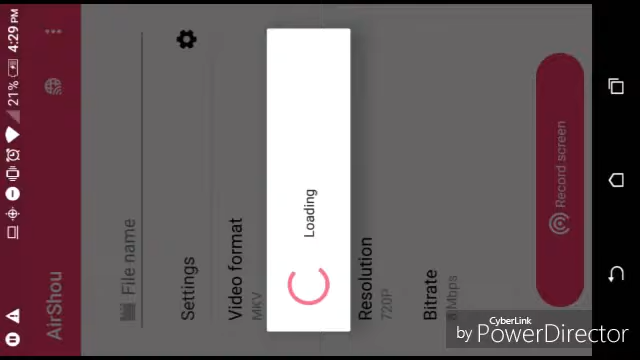 21% 4:29 PM
AirShou
File name
Settings
Video format
MKV
Loading
Resolution
720P
Bitrate
Mbps
Record screen
CyberLink
by PowerDirector